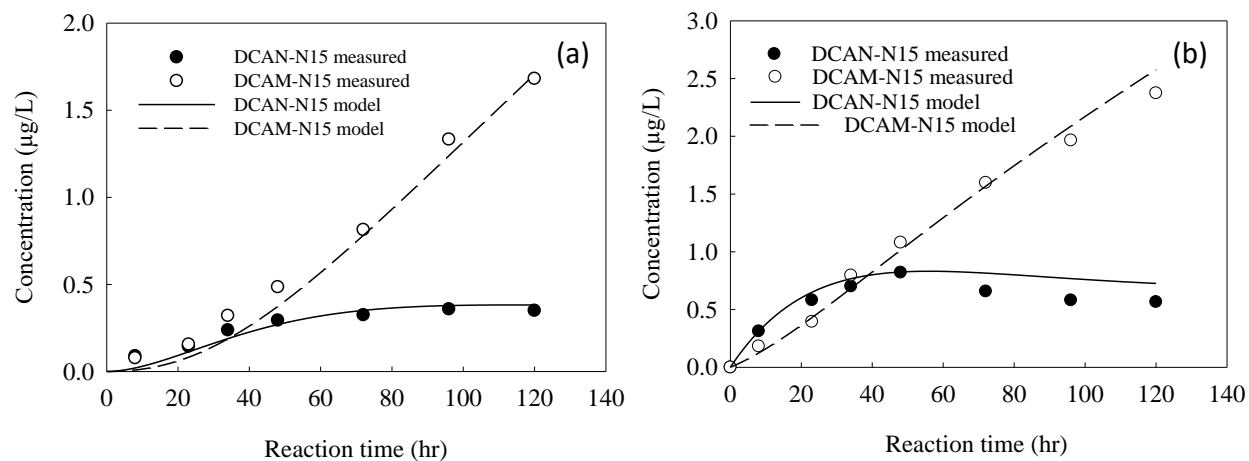 (a)
DCAN-N15 measured
DCAM-N15 measured
DCAN-N15 model
DCAM-N15 model
Concentration (µg/L)
2.0
1.5
1.0
0.5
0.0
0 20 40 60 80 100 120 140
Reaction time (hr)
(b)
DCAN-N15 measured
DCAM-N15 measured
DCAN-N15 model
DCAM-N15 model
Concentration (µg/L)
3.0
2.5
2.0
1.5
1.0
0.5
0.0
0 20 40 60 80 100 120 140
Reaction time (hr)